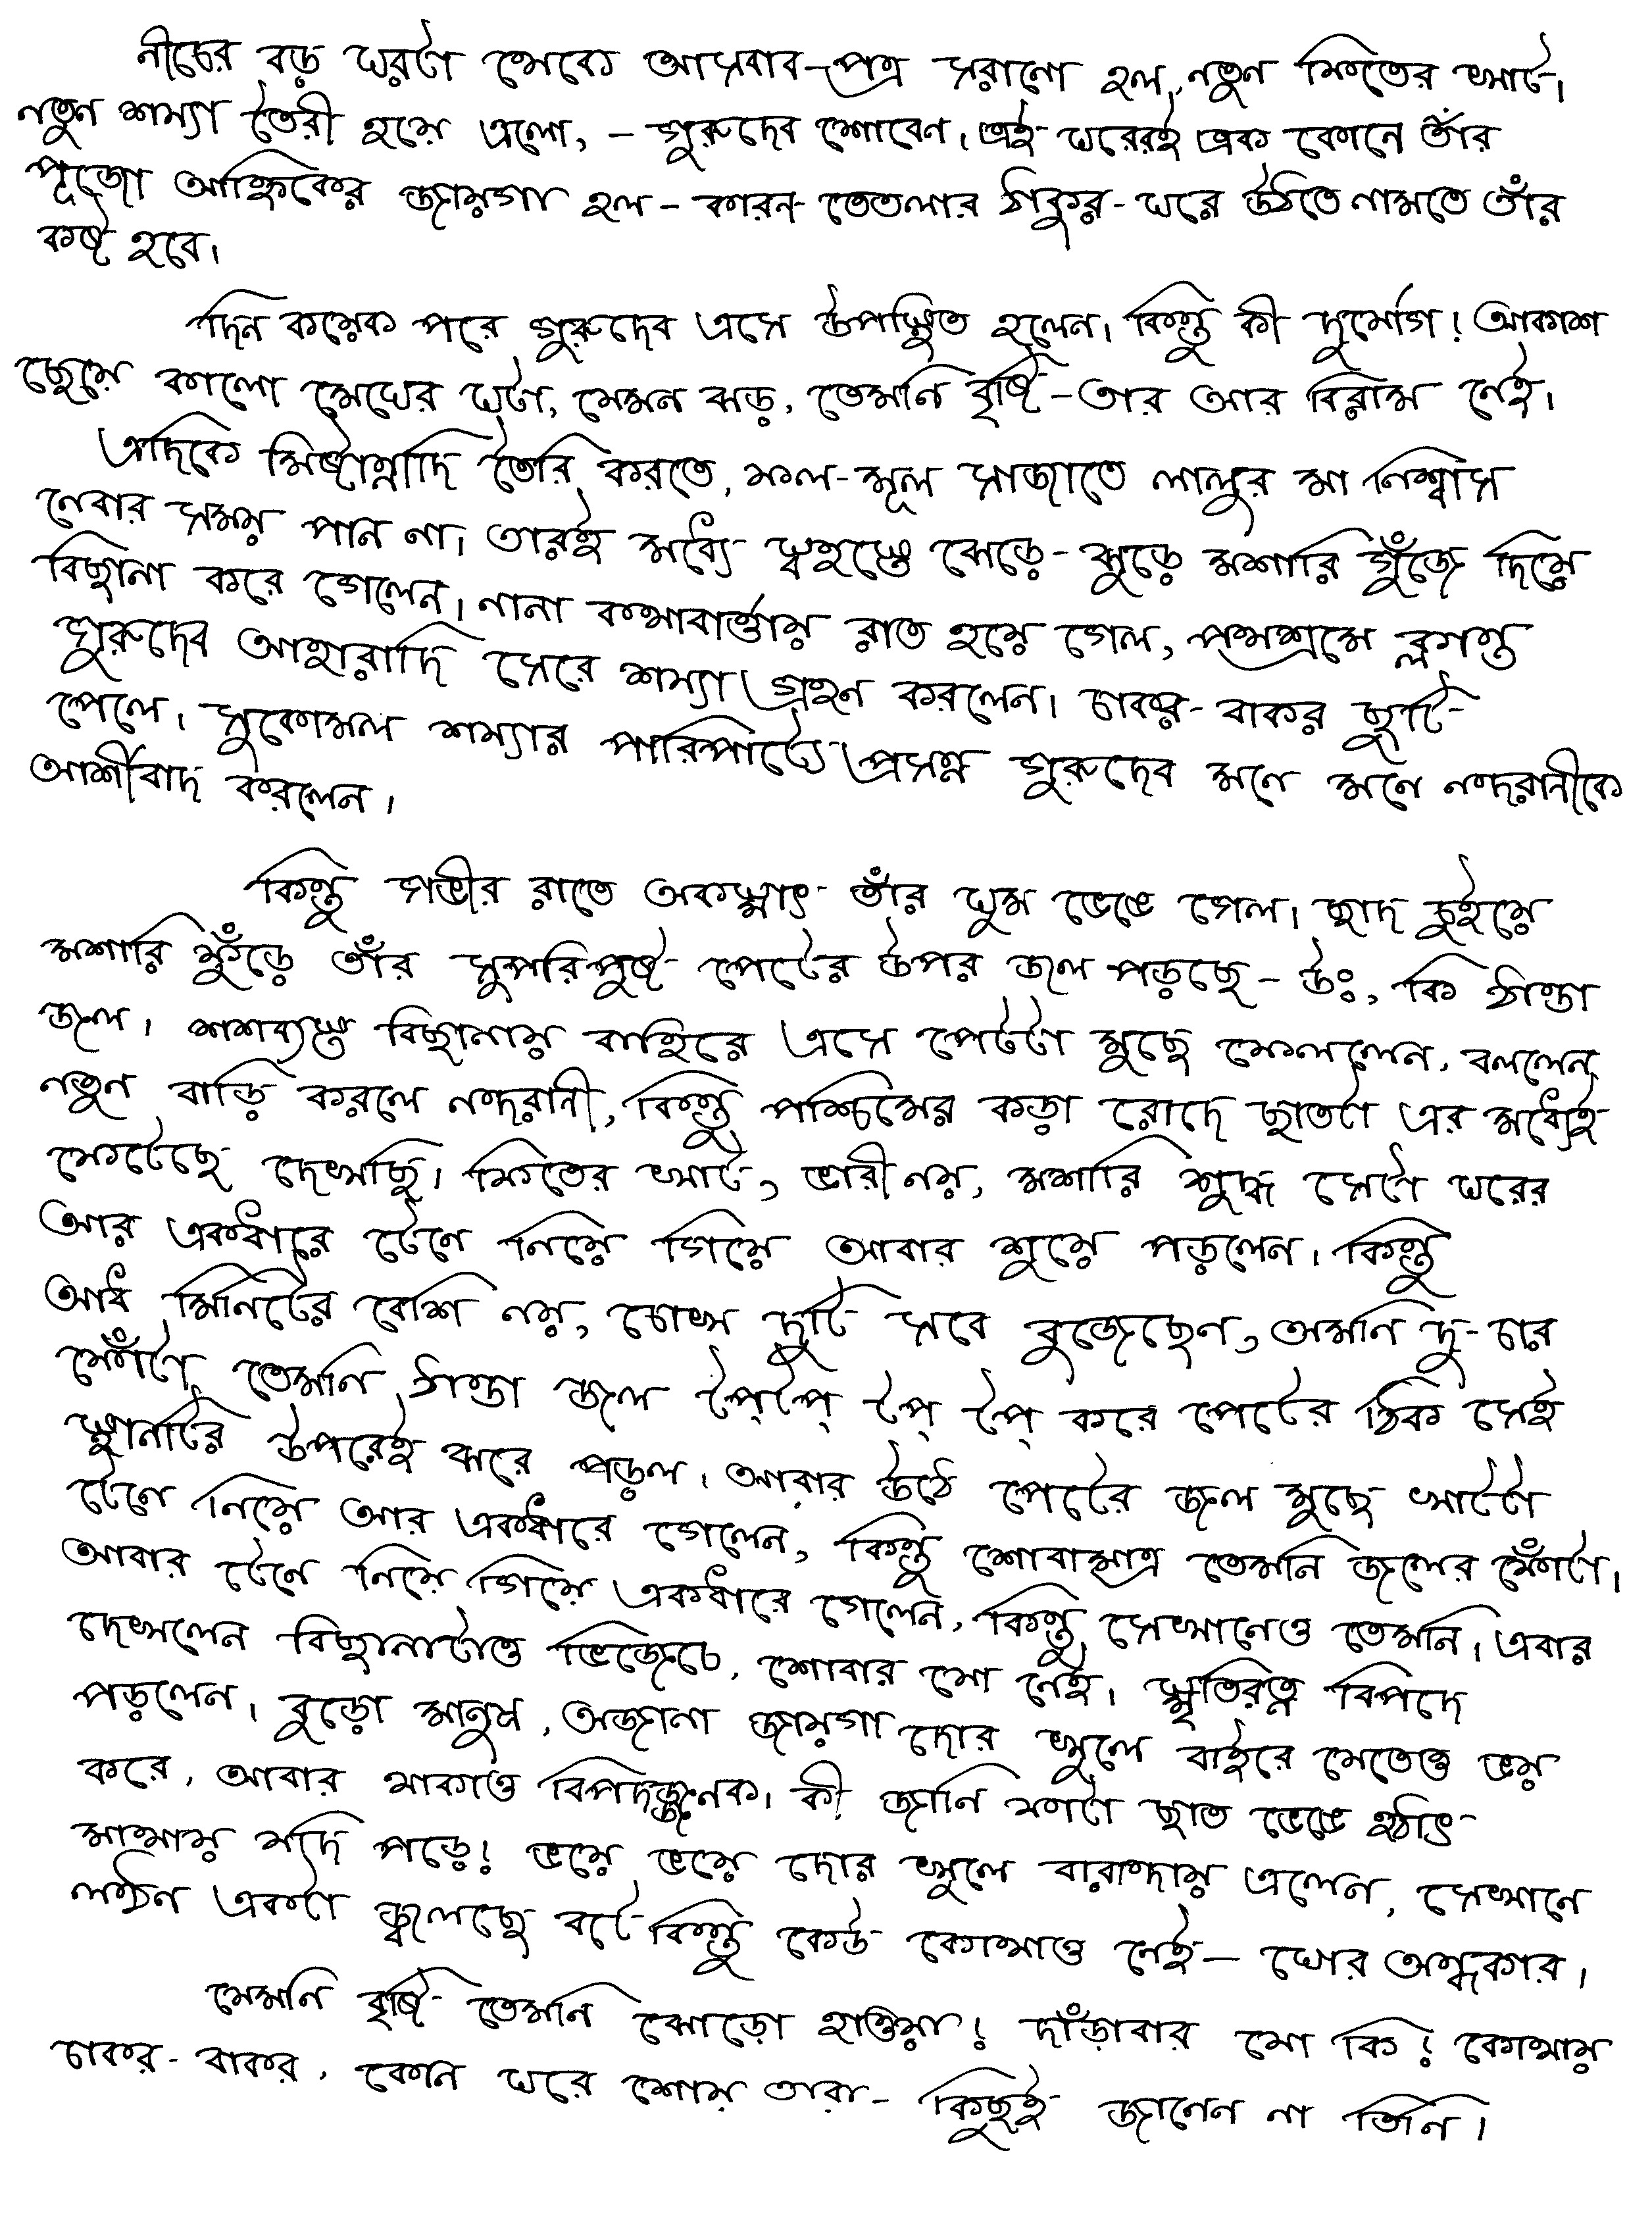 নীচের বড় ঘরটা থেকে আসবাব-পত্র সরানো হল, নতুন ফিতের খাট।
নতুন শয্যা তৈরী হয়ে এলো, - গুরুদেব শোবেন। এই ঘরেরই এক কোনে তাঁর
পূজো আহ্নিকের জায়গা হল - কারন তেতলার ঠাকুর-ঘরে উঠিতে নামতে তাঁর
কষ্ট হবে।
দিন কয়েক পরে গুরুদেব এসে উপস্থিত হলেন। কিন্তু কী দুর্যোগ! আকাশ
ছেয়ে কালো মেঘের ঘটা, যেমন ঝড়, তেমনি বৃষ্টি - তার আর বিরাম নেই।
এদিকে মিষ্টান্নাদি তৈরি করতে, ফল-মূল সাজাতে লালুর মা নিশ্বাস
নেবার সময় পান না। তারই মধ্যে স্বহস্তে ঝেড়ে-ঝুড়ে মশারি গুঁজে দিয়ে
বিছানা করে গেলেন। নানা কথাবার্ত্তায় রাত হয়ে গেল, পথশ্রমে ক্লান্ত
গুরুদেব আহারাদি সেরে শয্যা গ্রহণ করলেন। চাকর-বাকর ছুটি
পেলে। সুকোমল শয্যার পারিপাট্যে প্রসন্ন গুরুদেব মনে মনে নন্দরানীকে
আর্শীবাদ করলেন।
কিন্তু গভীর রাতে অকস্মাৎ তাঁর ঘুম ভেঙে গেল। ছাদ চুইয়ে
মশারি ফুঁড়ে তাঁর সুপরিপুষ্ট পেটের উপর জল পড়ছে - উঃ, কি ঠান্ডা
জল। শশব্যস্ত বিছানায় বাহিরে এসে পেটটা মুছে ফেললেন, বললেন,
নতুন বাড়ি করলে নন্দরানী, কিন্তু পশ্চিমের কড়া রোদে ছাতটা এর মধ্যেই
ফেটেছে দেখছি। ফিতের খাট, ভারী নয়, মশারি শুদ্ধ সেটা ঘরের
আর একধারে টেনে নিয়ে গিয়ে আবার শুয়ে পড়লেন। কিন্তু
আধ মিনিটের বেশি নয়, চোখ দুটি সবে বুজেছেন, অমনি দু-চার
ফোঁটা তেমনি ঠান্ডা জল টপ্ টপ্ টপ্ টপ্ করে পেটের ঠিক সেই
স্থানটির উপরেই ঝরে পড়ল। আবার উঠে পেটের জল মুছে খাটটা
টেনে নিয়ে আর একধারে গেলেন, কিন্তু শোবামাত্র তেমনি জলের ফোঁটা।
আবার টেনে নিয়ে গিয়ে একধারে গেলেন, কিন্তু সেখানেও তেমনি। এবার
দেখলেন বিছানাটাও ভিজেচে, শোবার যো নেই। স্মৃতিরত্ন বিপদে
পড়লেন। বুড়ো মানুষ, অজানা জায়গা দোর খুলে বাইরে যেতেও ভয়
করে, আবার থাকাও বিপদজ্জনক। কী জানি ফাটা ছাত ভেঙে হঠাৎ
মাথায় যদি পড়ে! ভয়ে ভয়ে দোর খুলে বারান্দায় এলেন, সেখানে
লণ্ঠন একটা জ্বলছে বটে কিন্তু কেউ কোথাও নেই - ঘোর অন্ধকার।
যেমনি বৃষ্টি তেমনি ঝোড়ো হাওয়া! দাঁড়াবার যো কি! কোথায়
চাকর-বাকর, কোন ঘরে শোয় তারা - কিছুই জানেন না তিনি।